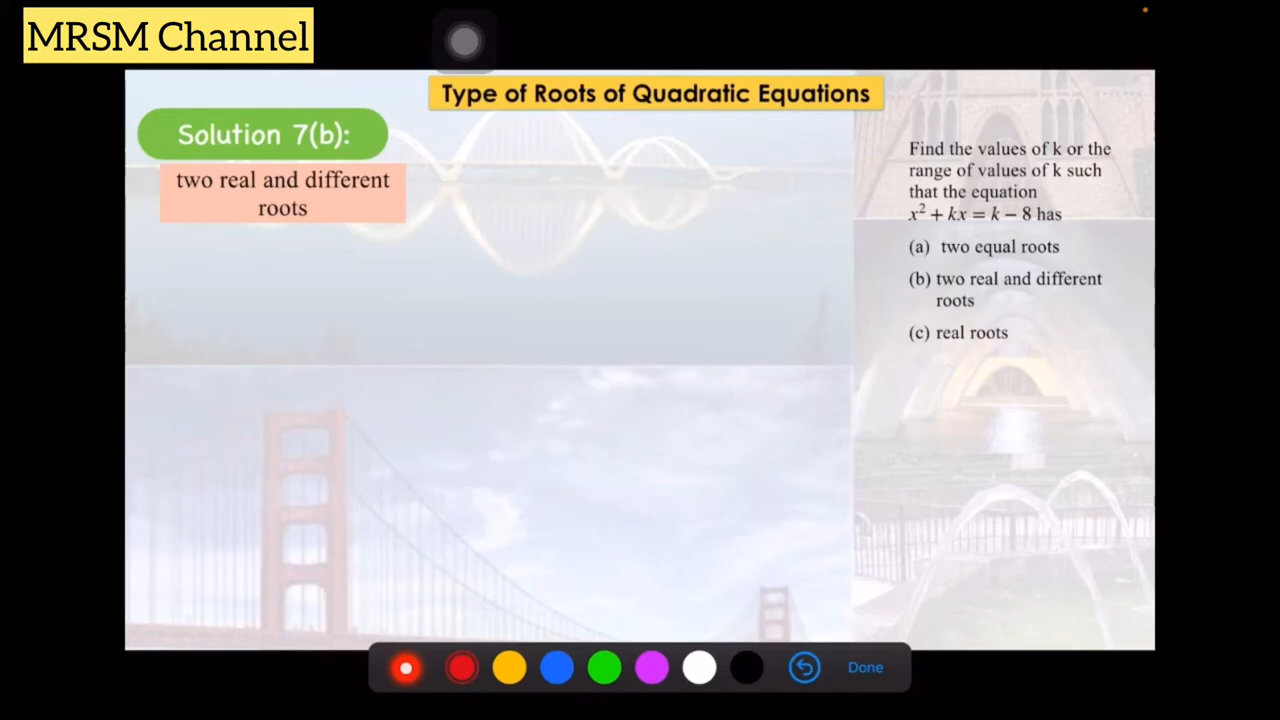 MRSM Channel
Type of Roots of Quadratic Equations
Solution 7(b):
two real and different
roots
Find the values of k or the
range of values of k such
that the equation
x² + kx = k − 8 has
(a) two equal roots
(b) two real and different
roots
(c) real roots
Done